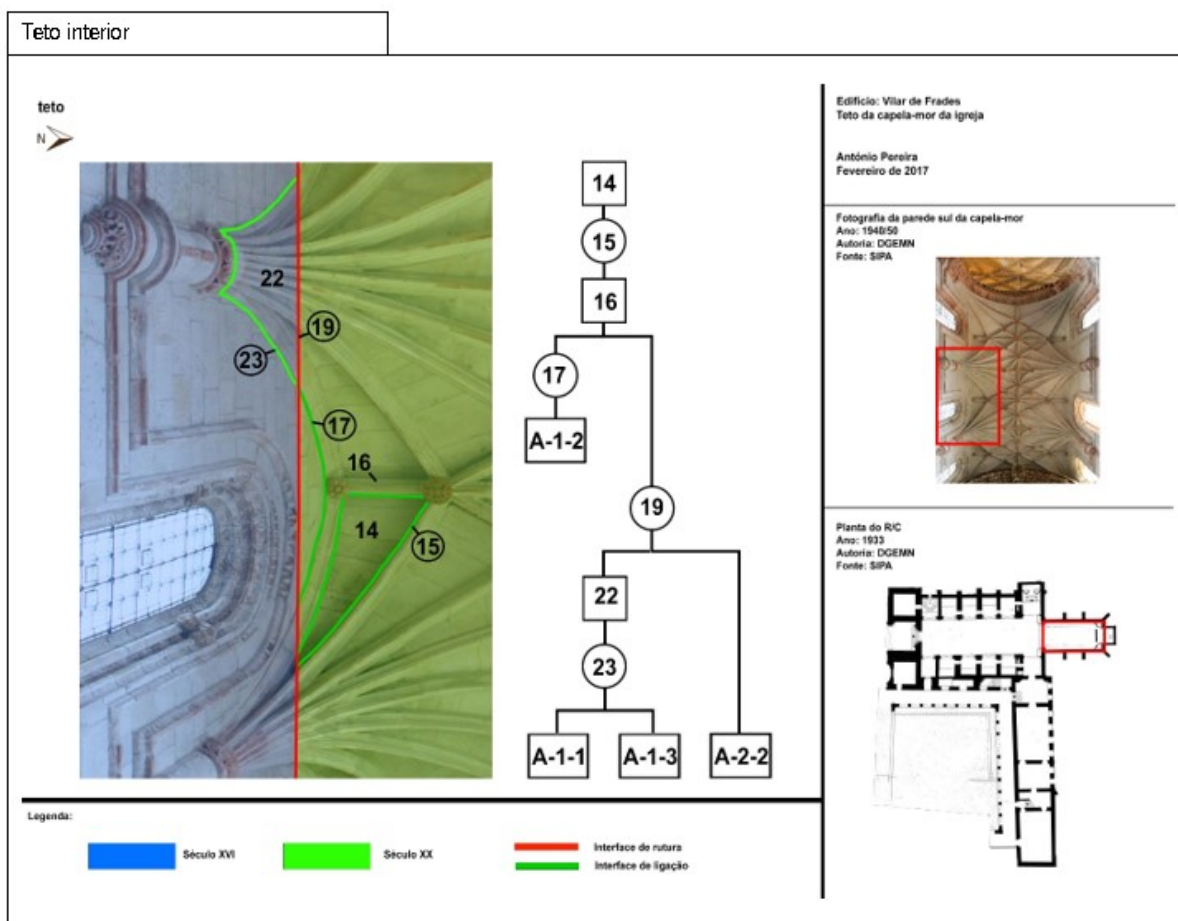 Teto interior
teto
N
22
19
23
17
16
14
15
14
15
16
17
A-1-2
19
22
23
A-1-1
A-1-3
A-2-2
Edifício: Vilar de Frades
Teto da capela-mor da igreja
António Pereira
Fevereiro de 2017
Fotografia da parede sul da capela-mor
Ano: 1940/50
Autoria: DGEMN
Fonte: SIPA
Planta do R/C
Ano: 1933
Autoria: DGEMN
Fonte: SIPA
Legenda:
Século XVI
Século XX
Interface de rutura
Interface de ligação